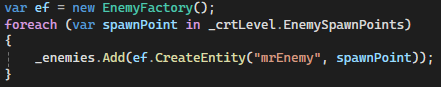 var ef = new EnemyFactory();
foreach (var spawnPoint in _crtLevel.EnemySpawnPoints)
{
    _enemies.Add(ef.CreateEntity("mrEnemy", spawnPoint));
}